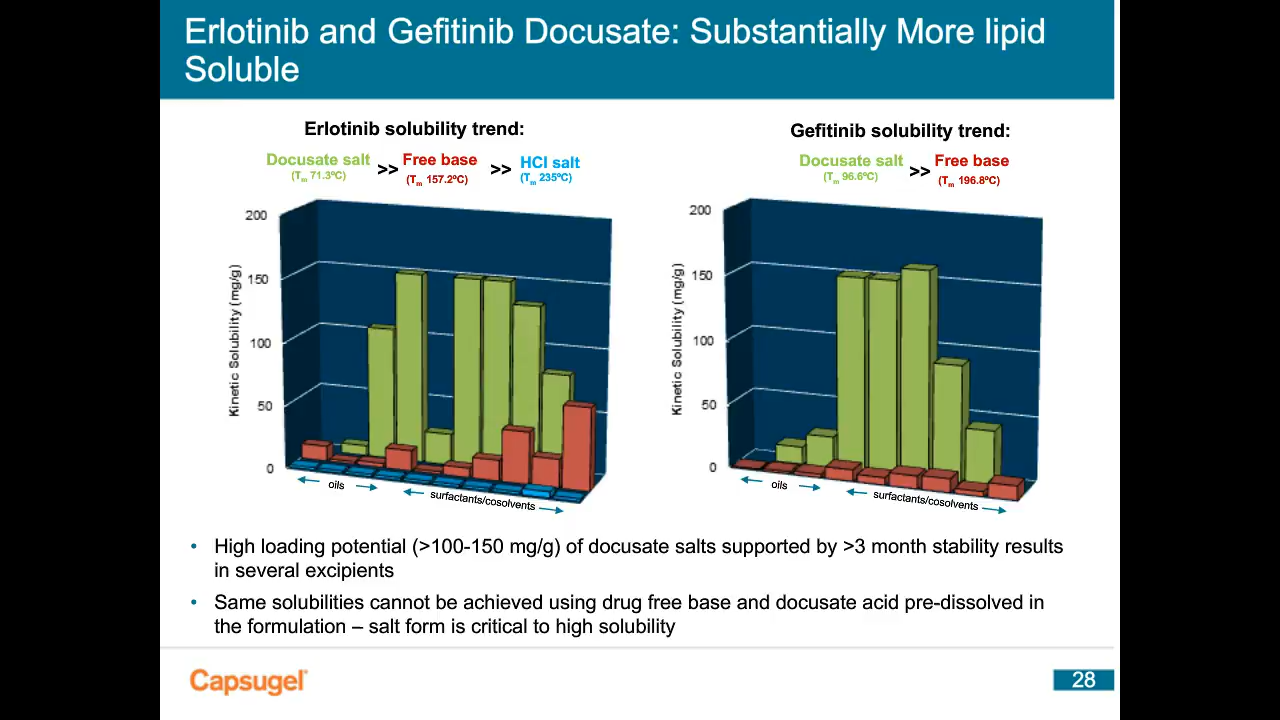 Erlotinib and Gefitinib Docusate: Substantially More lipid
Soluble
Erlotinib solubility trend:
Docusate salt >> Free base >> HCl salt
(Tm 71.3ºC) (Tm 157.2ºC) (Tm 235ºC)
Kinetic Solubility (mg/g)
200
150
100
50
0
oils
surfactants/cosolvents
Gefitinib solubility trend:
Docusate salt >> Free base
(Tm 96.6ºC) (Tm 196.8ºC)
Kinetic Solubility (mg/g)
200
150
100
50
0
oils
surfactants/cosolvents
• High loading potential (>100-150 mg/g) of docusate salts supported by >3 month stability results
in several excipients
• Same solubilities cannot be achieved using drug free base and docusate acid pre-dissolved in
the formulation – salt form is critical to high solubility
Capsugel
28